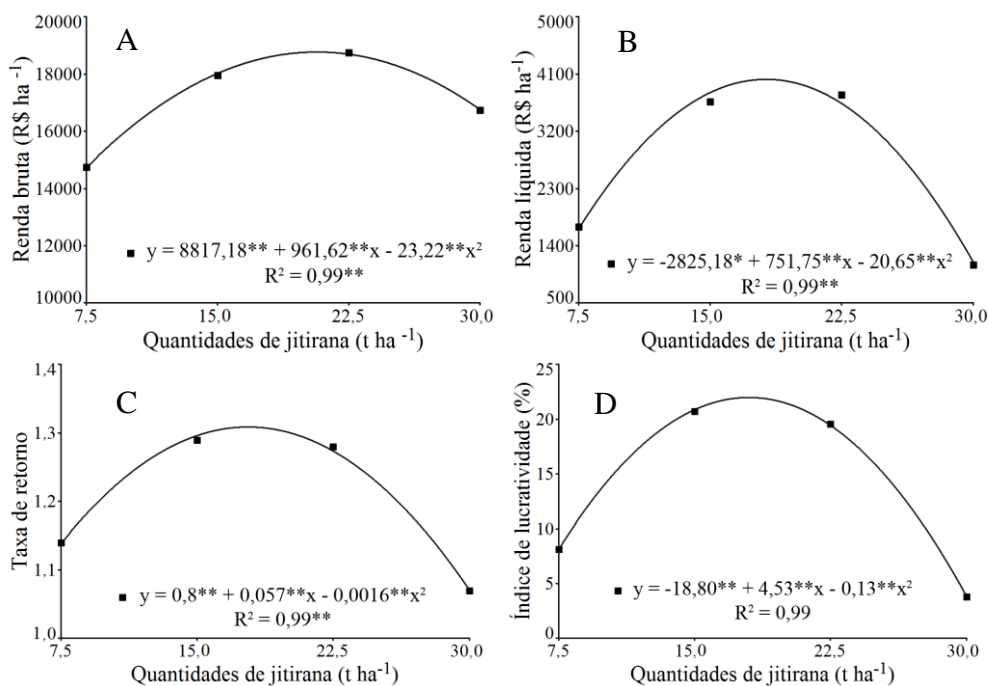 A
Renda bruta (R$ ha -1)
20000
18000
16000
14000
12000
10000
y = 8817,18** + 961,62**x - 23,22**x²
R² = 0,99**
7,5 15,0 22,5 30,0
Quantidades de jitirana (t ha -1)
B
Renda líquida (R$ ha-1)
5000
4100
3200
2300
1400
500
y = -2825,18* + 751,75**x - 20,65**x²
R² = 0,99**
7,5 15,0 22,5 30,0
Quantidades de jitirana (t ha-1)
C
Taxa de retorno
1,4
1,3
1,2
1,1
1,0
y = 0,8** + 0,057**x - 0,0016**x²
R² = 0,99**
7,5 15,0 22,5 30,0
Quantidades de jitirana (t ha-1)
D
Índice de lucratividade (%)
25
20
15
10
5
0
y = -18,80** + 4,53**x - 0,13**x²
R² = 0,99
7,5 15,0 22,5 30,0
Quantidades de jitirana (t ha-1)